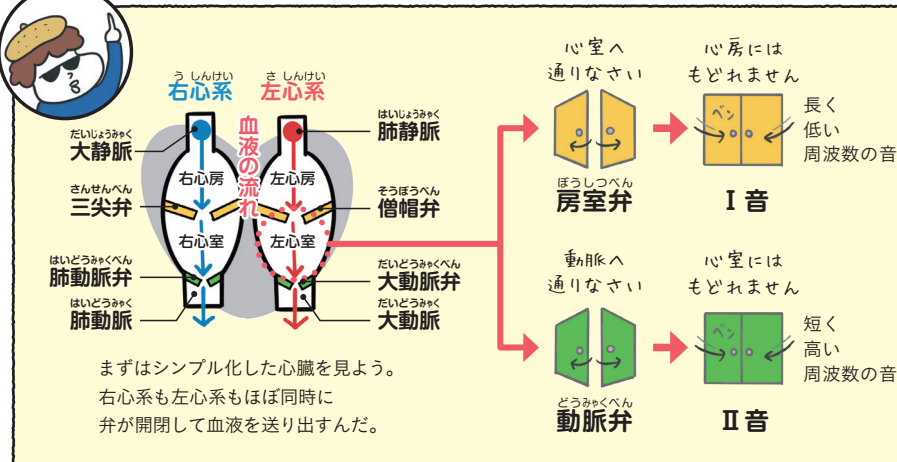 うしんけい
右心系
さしんけい
左心系
血液の流れ
だいじょうみゃく
大静脈
さんせんべん
三尖弁
はいどうみゃくべん
肺動脈弁
はいどうみゃく
肺動脈
右心房
右心室
左心房
左心室
はいじょうみゃく
肺静脈
そうぼうべん
僧帽弁
だいどうみゃくべん
大動脈弁
だいどうみゃく
大動脈
まずはシンプル化した心臓を見よう。
右心系も左心系もほぼ同時に
弁が開閉して血液を送り出すんだ。
心室へ
通りなさい
ぼうしつべん
房室弁
心房には
もどれません
ベン
長く
低い
周波数の音
Ⅰ音
動脈へ
通りなさい
どうみゃくべん
動脈弁
心室には
もどれません
ベン
短く
高い
周波数の音
Ⅱ音